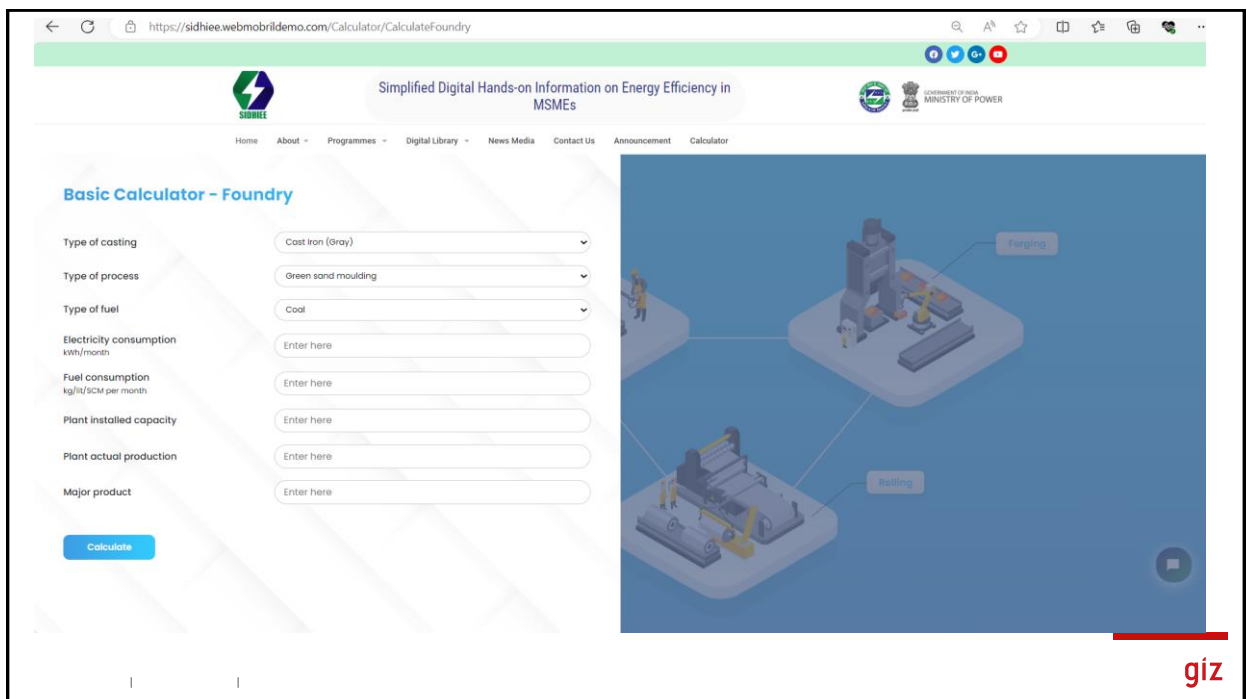 https://sidhiee.webmobrildemo.com/Calculator/CalculateFoundry
SIDHIEE
Simplified Digital Hands-on Information on Energy Efficiency in
MSMEs
GOVERNMENT OF INDIA
MINISTRY OF POWER
Home About Programmes Digital Library News Media Contact Us Announcement Calculator
Basic Calculator - Foundry
Type of casting Cast Iron (Gray)
Type of process Green sand moulding
Type of fuel Coal
Electricity consumption Enter here
kWh/month
Fuel consumption Enter here
kg/lit/SCM per month
Plant installed capacity Enter here
Plant actual production Enter here
Major product Enter here
Calculate
Forging
Rolling
giz